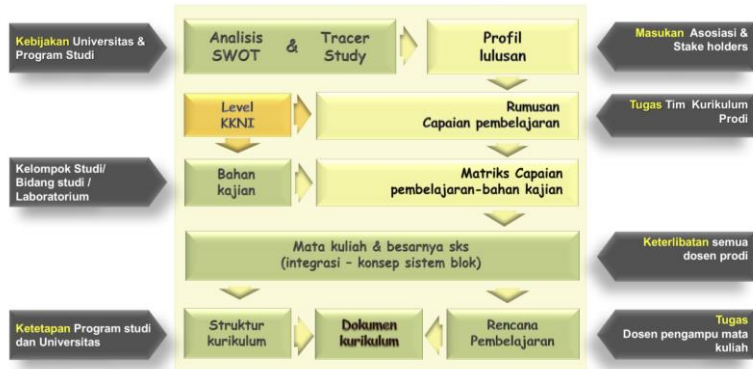 Kebijakan Universitas &
Program Studi
Analisis
SWOT
&
Tracer
Study
Profil
lulusan
Masukan Asosiasi &
Stake holders
Level
KKNI
Rumusan
Capaian pembelajaran
Tugas Tim Kurikulum
Prodi
Kelompok Studi/
Bidang studi /
Laboratorium
Bahan
kajian
Matriks Capaian
pembelajaran-bahan kajian
Mata kuliah & besarnya sks
(integrasi – konsep sistem blok)
Keterlibatan semua
dosen prodi
Ketetapan Program studi
dan Universitas
Struktur
kurikulum
Dokumen
kurikulum
Rencana
Pembelajaran
Tugas
Dosen pengampu mata
kuliah